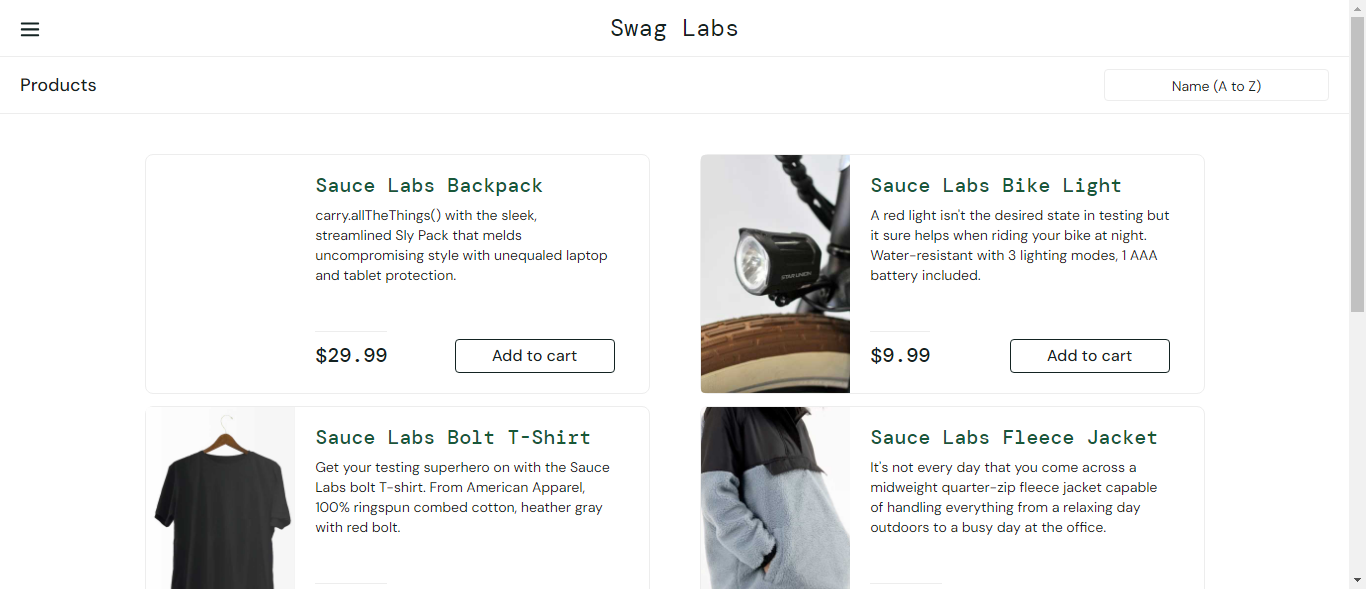 Swag Labs
Products
Name (A to Z)
Sauce Labs Backpack
carry.allTheThings() with the sleek,
streamlined Sly Pack that melds
uncompromising style with unequaled laptop
and tablet protection.
$29.99
Add to cart
Sauce Labs Bike Light
A red light isn't the desired state in testing but
it sure helps when riding your bike at night.
Water-resistant with 3 lighting modes, 1 AAA
battery included.
STAR UNION
$9.99
Add to cart
Sauce Labs Bolt T-Shirt
Get your testing superhero on with the Sauce
Labs bolt T-shirt. From American Apparel,
100% ringspun combed cotton, heather gray
with red bolt.
Sauce Labs Fleece Jacket
It's not every day that you come across a
midweight quarter-zip fleece jacket capable
of handling everything from a relaxing day
outdoors to a busy day at the office.